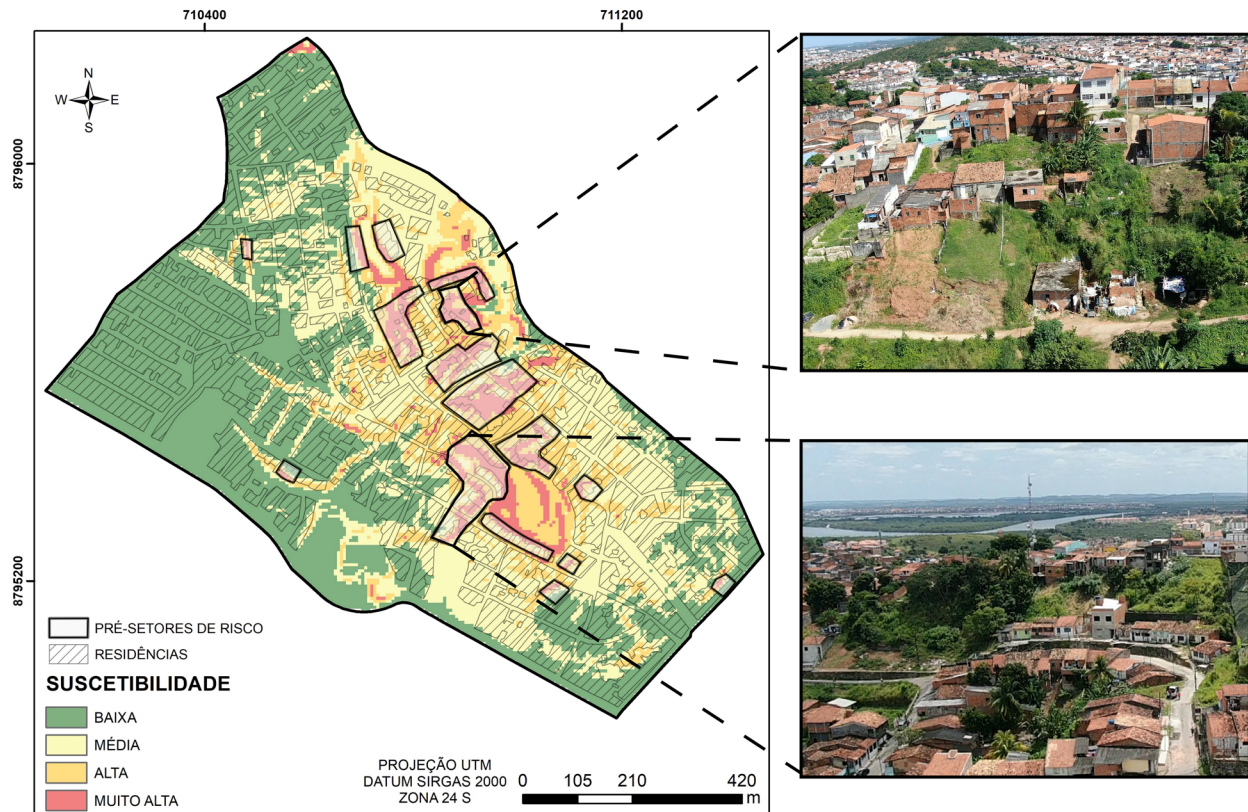 710400
711200
N
W E
S
8796000
8795200
PRÉ-SETORES DE RISCO
RESIDÊNCIAS
SUSCETIBILIDADE
BAIXA
MÉDIA
ALTA
MUITO ALTA
PROJEÇÃO UTM
DATUM SIRGAS 2000
ZONA 24 S
0 105 210 420
m